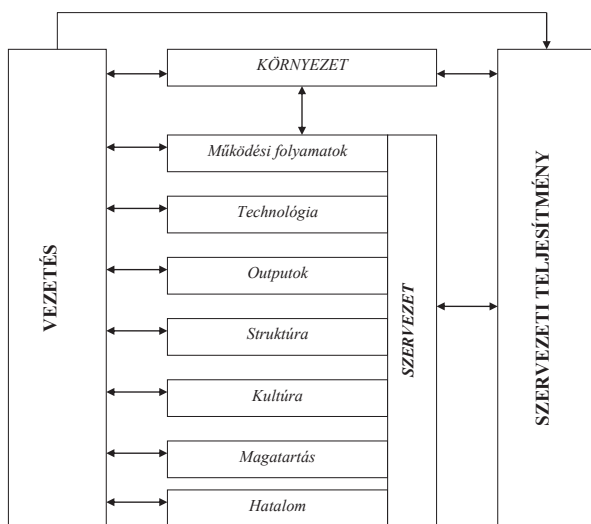 KÖRNYEZET
VEZETÉS
Működési folyamatok
Technológia
Outputok
Struktúra
Kultúra
Magatartás
Hatalom
SZERVEZET
SZERVEZETI TELJESÍTMÉNY